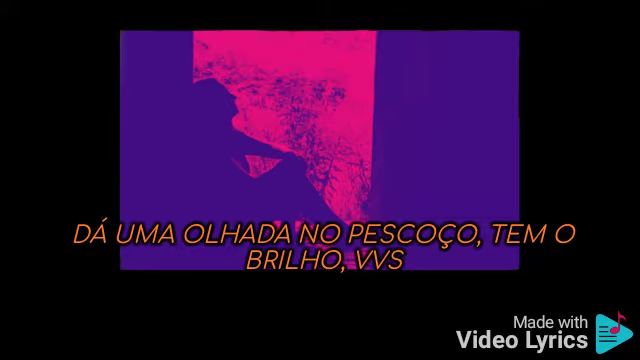 DÁ UMA OLHADA NO PESCOÇO, TEM O
BRILHO, VVS
Made with
Video Lyrics